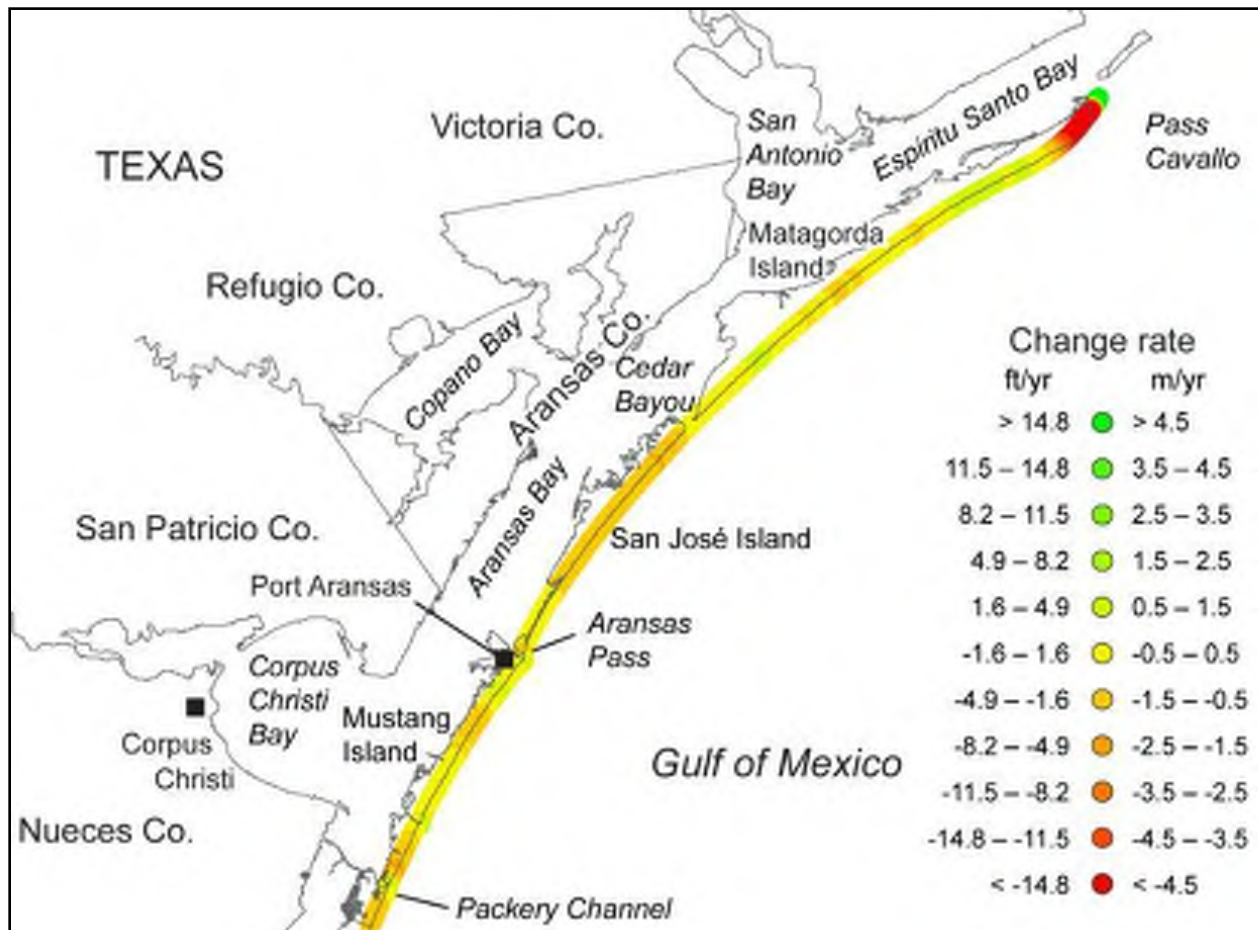 Victoria Co.
TEXAS
San
Antonio
Bay
Espíritu Santo Bay
Pass
Cavallo
Matagorda
Island
Refugio Co.
Copano Bay
Aransas Co.
Cedar
Bayou
Aransas Bay
San Patricio Co.
San José Island
Port Aransas
Aransas
Pass
Corpus
Christi
Bay
Mustang
Island
Corpus
Christi
Gulf of Mexico
Nueces Co.
Packery Channel
Change rate
ft/yr m/yr
> 14.8 > 4.5
11.5 – 14.8 3.5 – 4.5
8.2 – 11.5 2.5 – 3.5
4.9 – 8.2 1.5 – 2.5
1.6 – 4.9 0.5 – 1.5
-1.6 – 1.6 -0.5 – 0.5
-4.9 – -1.6 -1.5 – -0.5
-8.2 – -4.9 -2.5 – -1.5
-11.5 – -8.2 -3.5 – -2.5
-14.8 – -11.5 -4.5 – -3.5
< -14.8 < -4.5